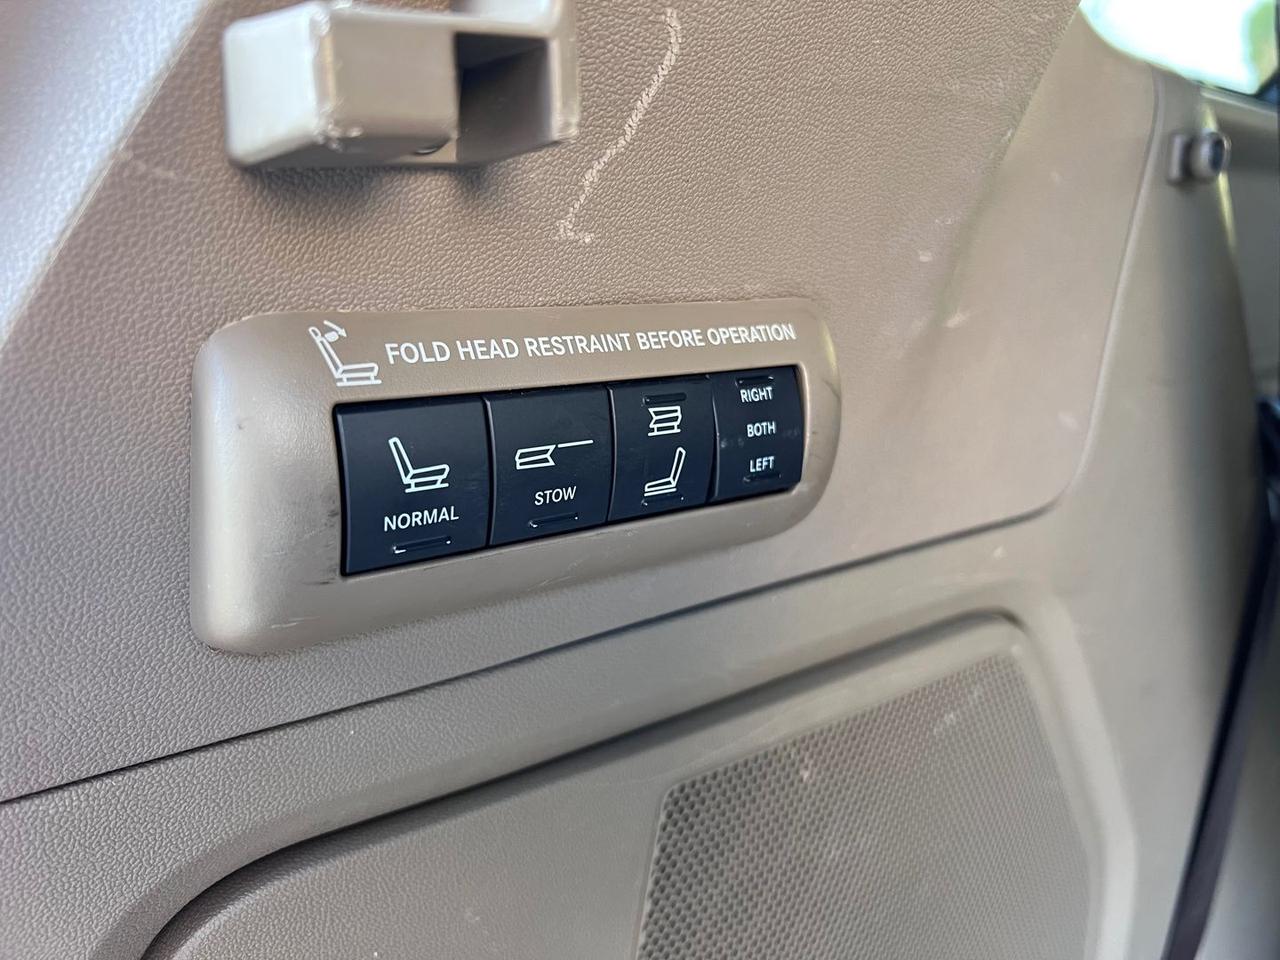 FOLD HEAD RESTRAINT BEFORE OPERATION
NORMAL
STOW
RIGHT
BOTH
LEFT